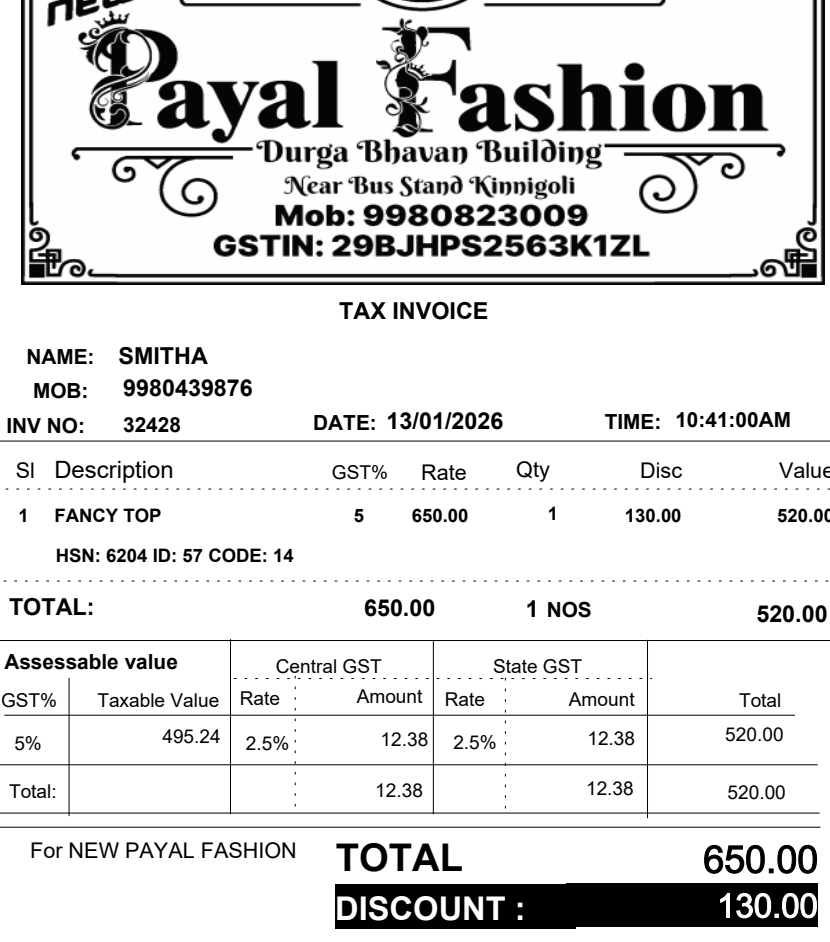 new
Payal Fashion
Durga Bhavan Building
Near Bus Stand Kinnigoli
Mob: 9980823009
GSTIN: 29BJHPS2563K1ZL
TAX INVOICE
NAME: SMITHA
MOB: 9980439876
INV NO: 32428 DATE: 13/01/2026 TIME: 10:41:00AM
Sl Description GST% Rate Qty Disc Value
1 FANCY TOP 5 650.00 1 130.00 520.00
HSN: 6204 ID: 57 CODE: 14
TOTAL: 650.00 1 NOS 520.00
Assessable value Central GST State GST
GST% Taxable Value Rate Amount Rate Amount Total
5% 495.24 2.5% 12.38 2.5% 12.38 520.00
Total: 12.38 12.38 520.00
For NEW PAYAL FASHION TOTAL 650.00
DISCOUNT : 130.00